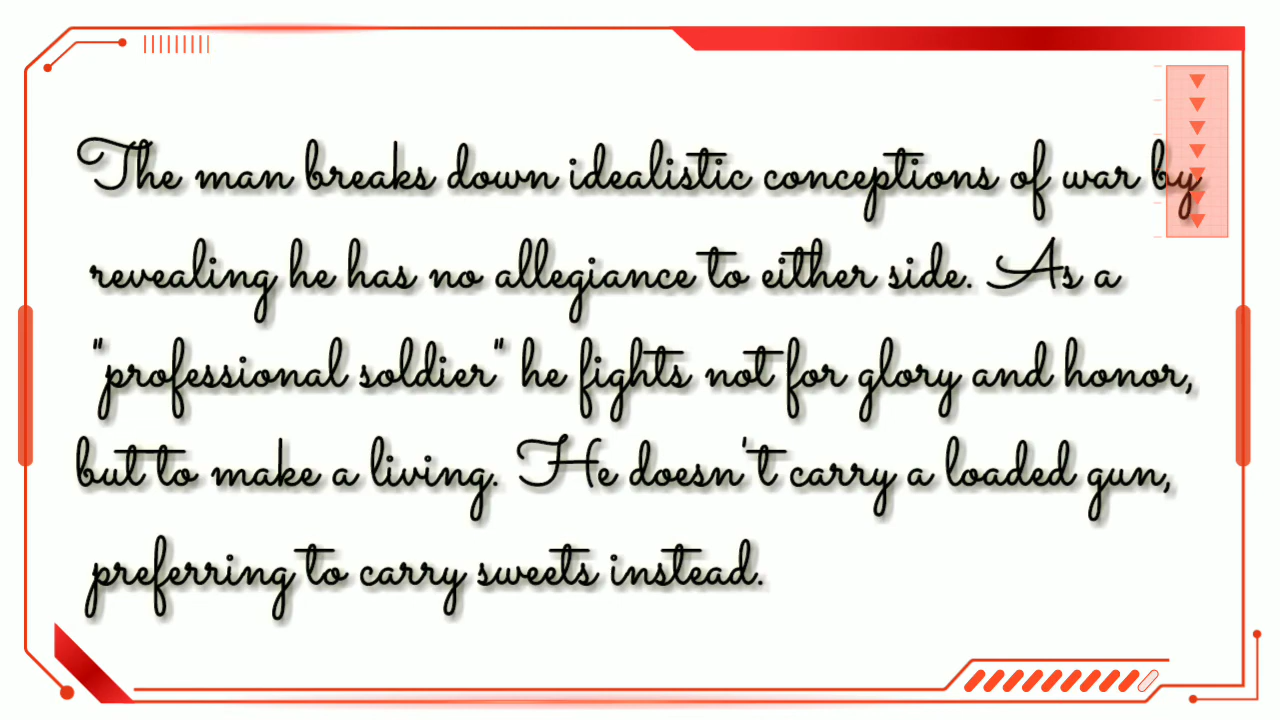 The man breaks down idealistic conceptions of war by
revealing he has no allegiance to either side. As a
"professional soldier" he fights not for glory and honor,
but to make a living. He doesn't carry a loaded gun,
preferring to carry sweets instead.